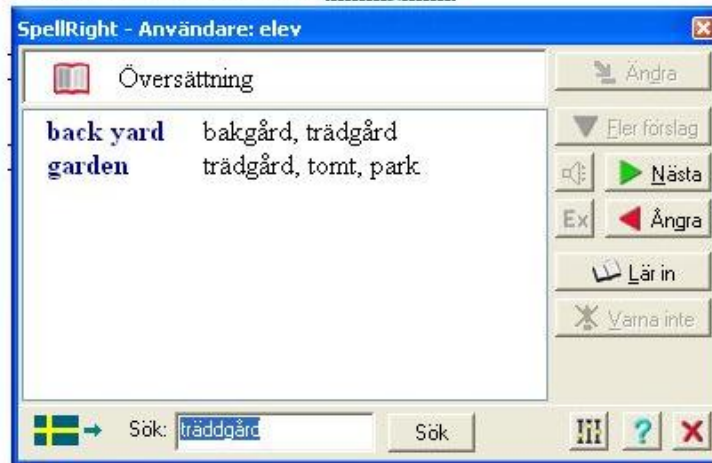 SpellRight - Användare: elev
Översättning
back yard bakgård, trädgård
garden trädgård, tomt, park
Ändra
Fler förslag
Nästa
Ex Ångra
Lär in
Varna inte
Sök: träddgård Sök
?